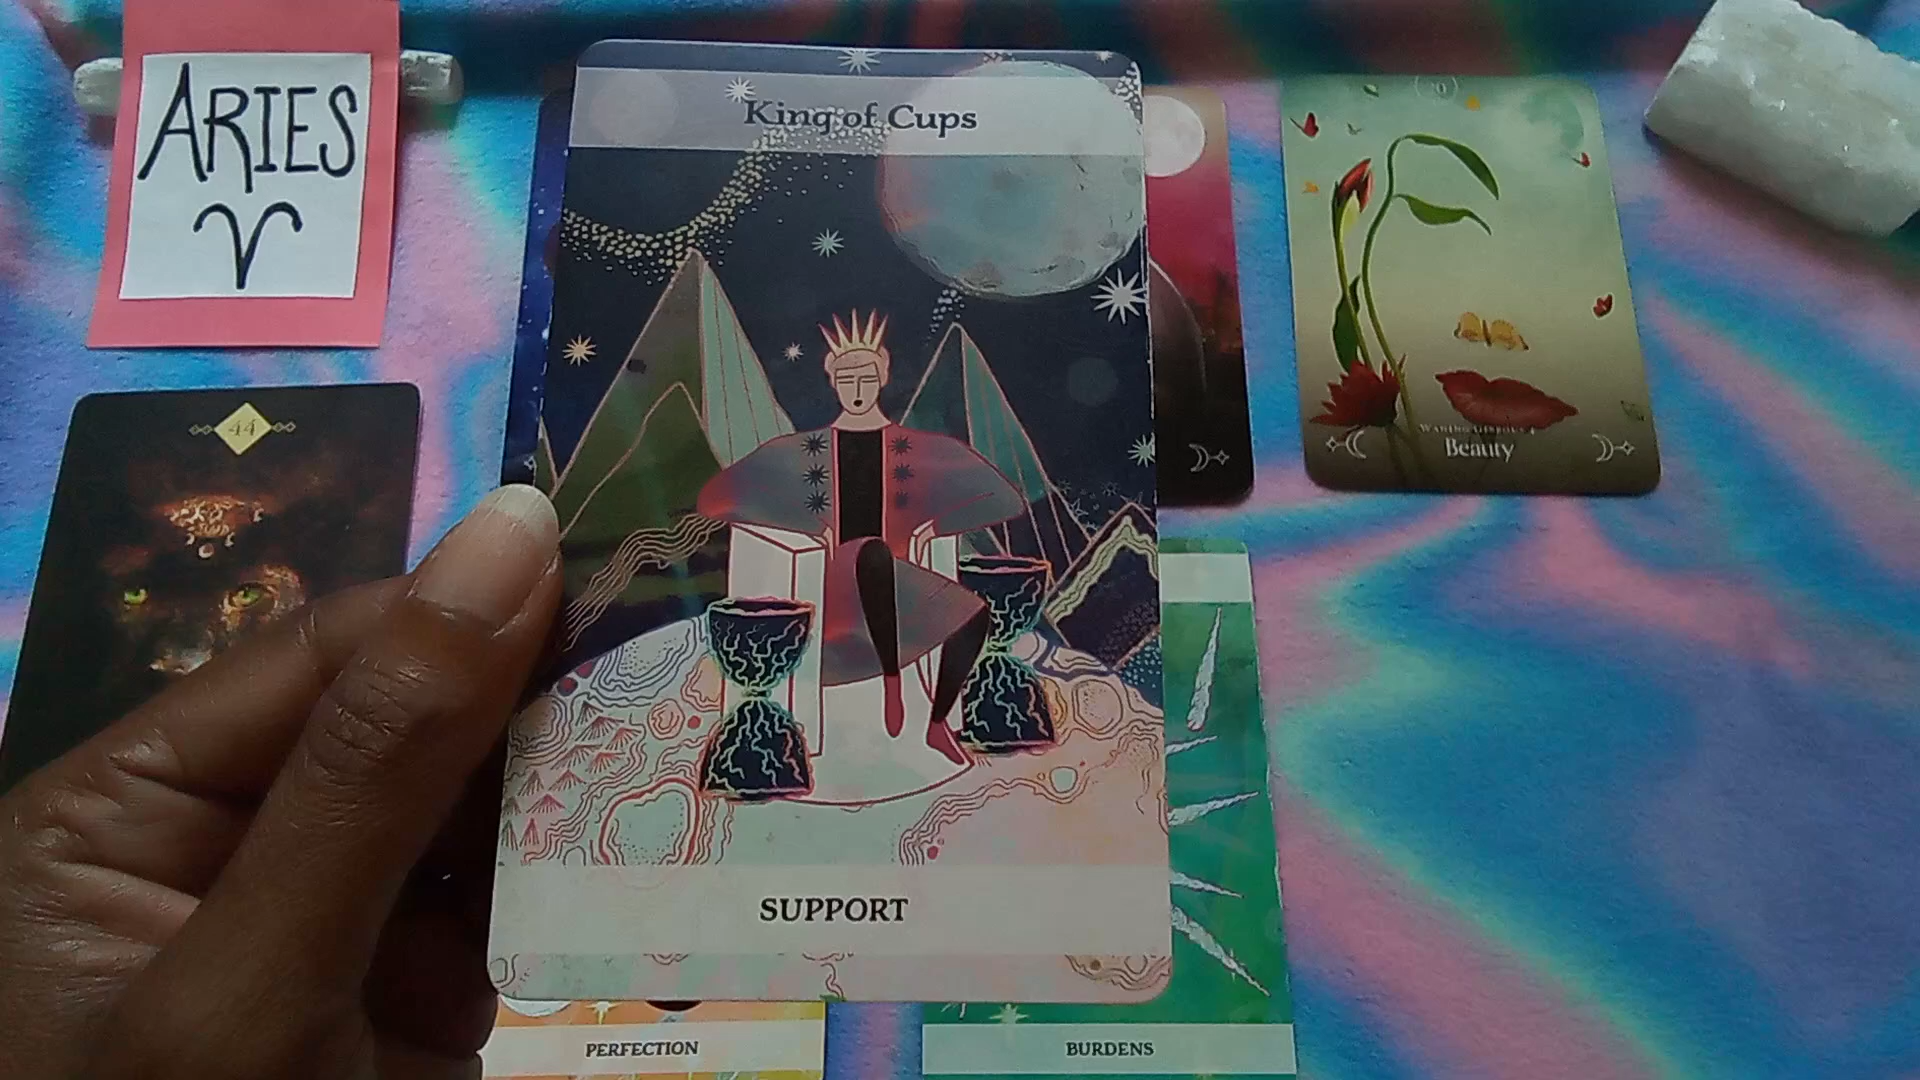 ARIES
♈
King of Cups
SUPPORT
44
Beauty
PERFECTION
BURDENS